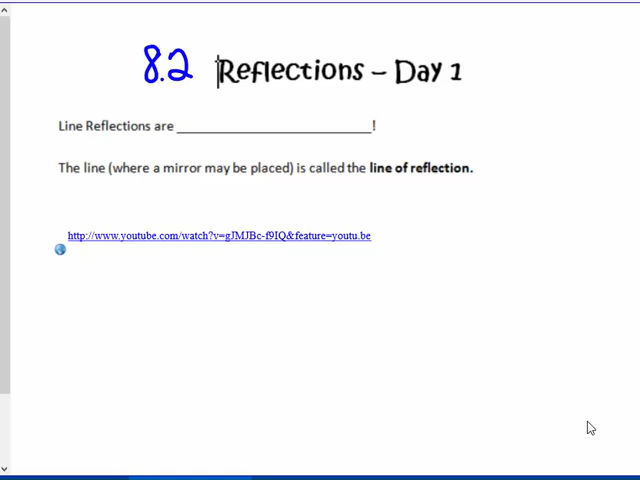 8.2 Reflections – Day 1
Line Reflections are ______________________________!
The line (where a mirror may be placed) is called the line of reflection.
http://www.youtube.com/watch?v=gJMJBc-f9IQ&feature=youtu.be